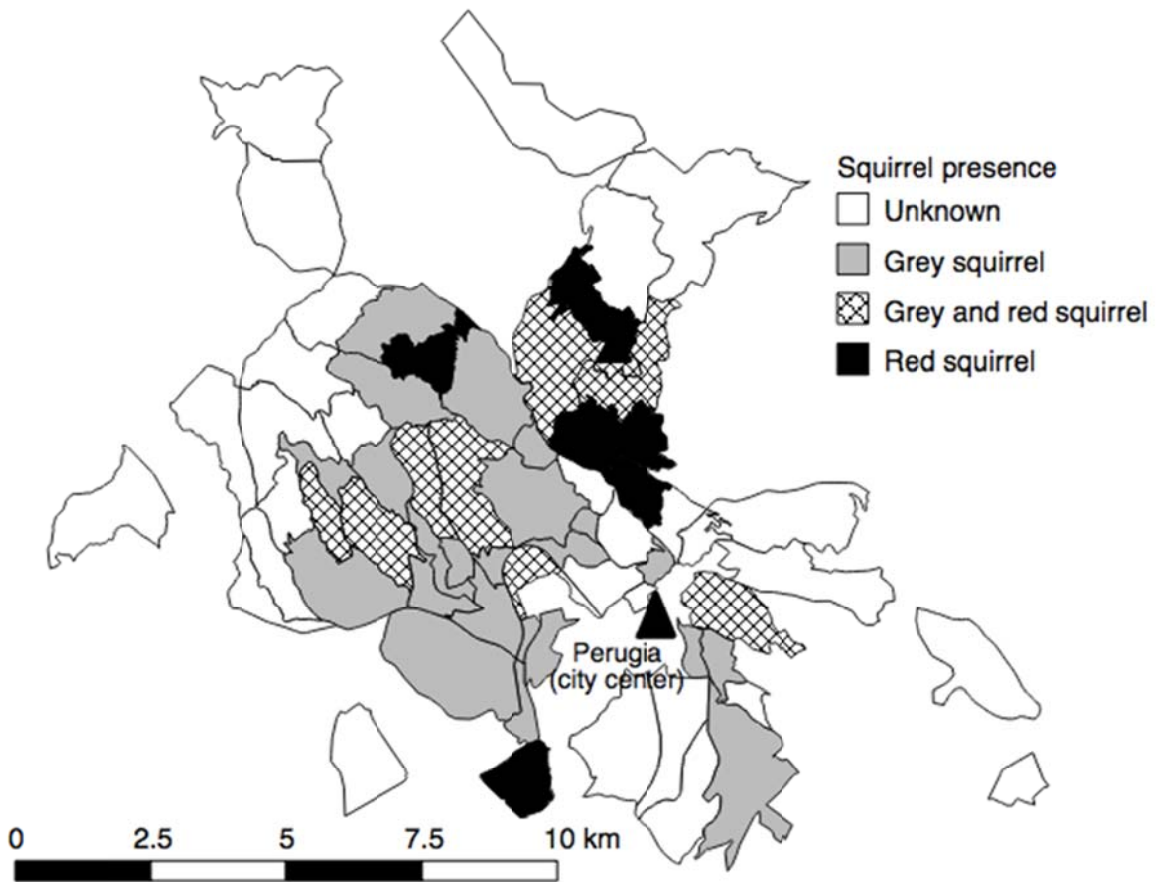 Squirrel presence
Unknown
Grey squirrel
Grey and red squirrel
Red squirrel
Perugia
(city center)
0 2.5 5 7.5 10 km